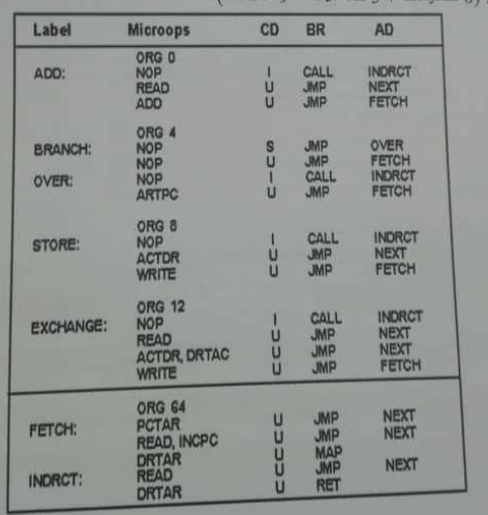 Label Microops CD BR AD
ORG 0
ADD: NOP I CALL INDRCT
READ U JMP NEXT
ADD U JMP FETCH
ORG 4
BRANCH: NOP S JMP OVER
NOP U JMP FETCH
OVER: NOP I CALL INDRCT
ARTPC U JMP FETCH
ORG 8
STORE: NOP I CALL INDRCT
ACTDR U JMP NEXT
WRITE U JMP FETCH
ORG 12
EXCHANGE: NOP I CALL INDRCT
READ U JMP NEXT
ACTDR, DRTAC U JMP NEXT
WRITE U JMP FETCH
ORG 64
FETCH: PCTAR U JMP NEXT
READ, INCPC U JMP NEXT
DRTAR U MAP
INDRCT: READ U JMP NEXT
DRTAR U RET